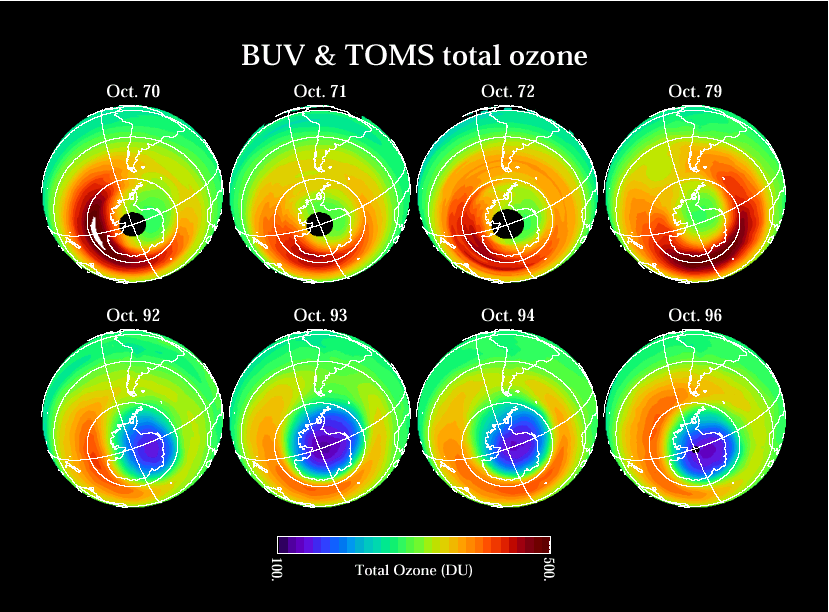 BUV & TOMS total ozone
Oct. 70
Oct. 71
Oct. 72
Oct. 79
Oct. 92
Oct. 93
Oct. 94
Oct. 96
100.
500.
Total Ozone (DU)